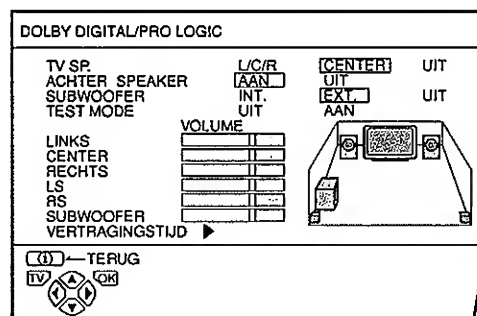 DOLBY DIGITAL/PRO LOGIC
TV SP. L/C/R CENTER UIT
ACHTER SPEAKER AAN UIT
SUBWOOFER INT. EXT. UIT
TEST MODE UIT AAN
VOLUME
LINKS
CENTER
RECHTS
LS
RS
SUBWOOFER
VERTRAGINGSTIJD
i TERUG
TV OK